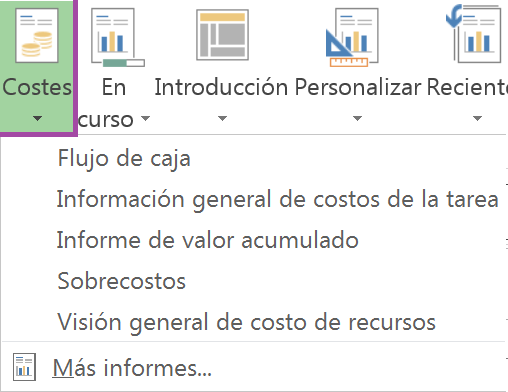 Costes
En
curso
Introducción
Personalizar
Reciente
Flujo de caja
Información general de costos de la tarea
Informe de valor acumulado
Sobrecostos
Visión general de costo de recursos
Más informes...